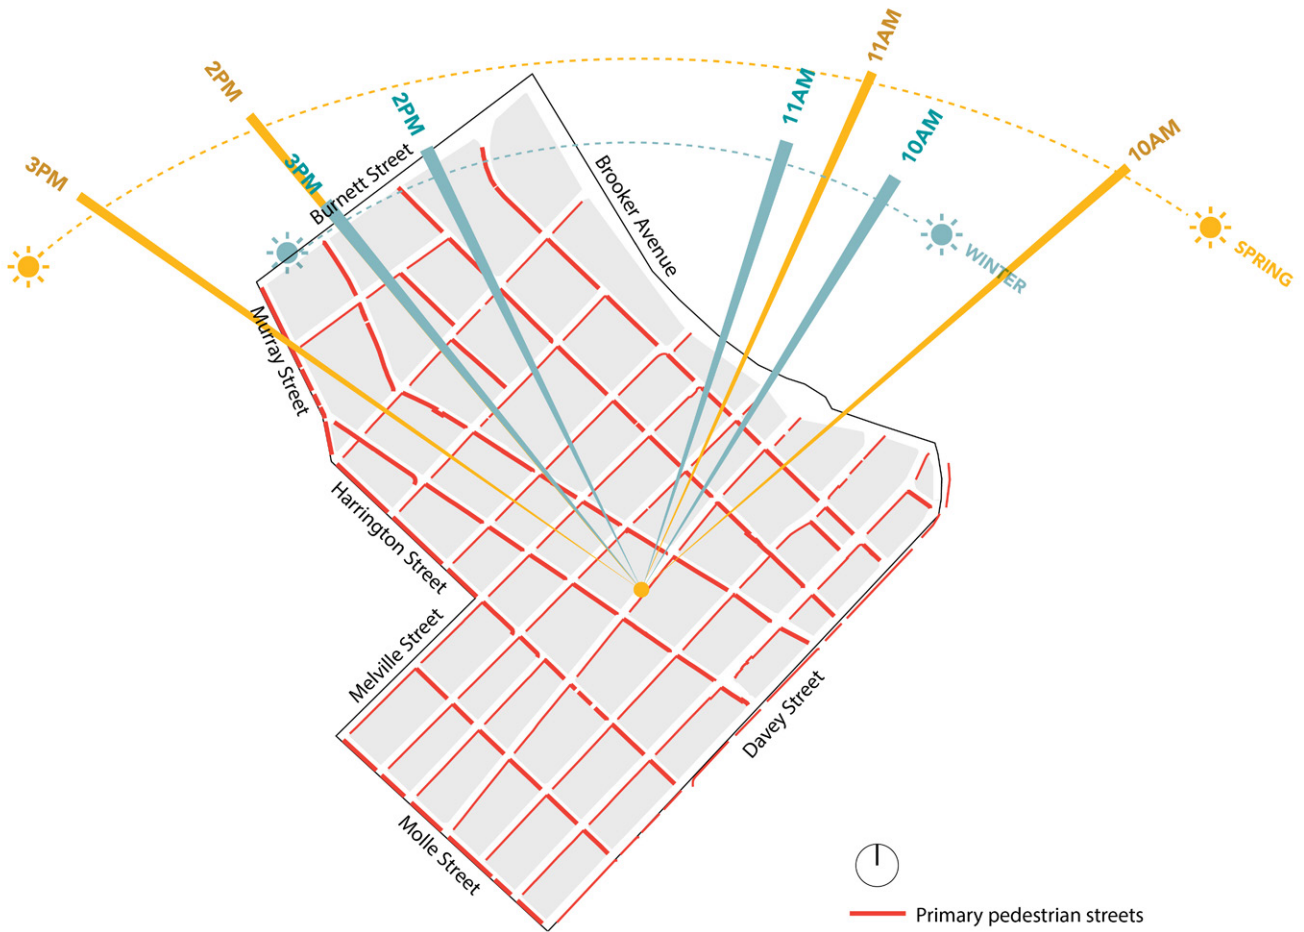 11AM
2PM
11AM
2PM
10AM
10AM
3PM
3PM
Burnett Street
Brooker Avenue
WINTER
SPRING
Murray Street
Harrington Street
Melville Street
Davey Street
Molle Street
Primary pedestrian streets